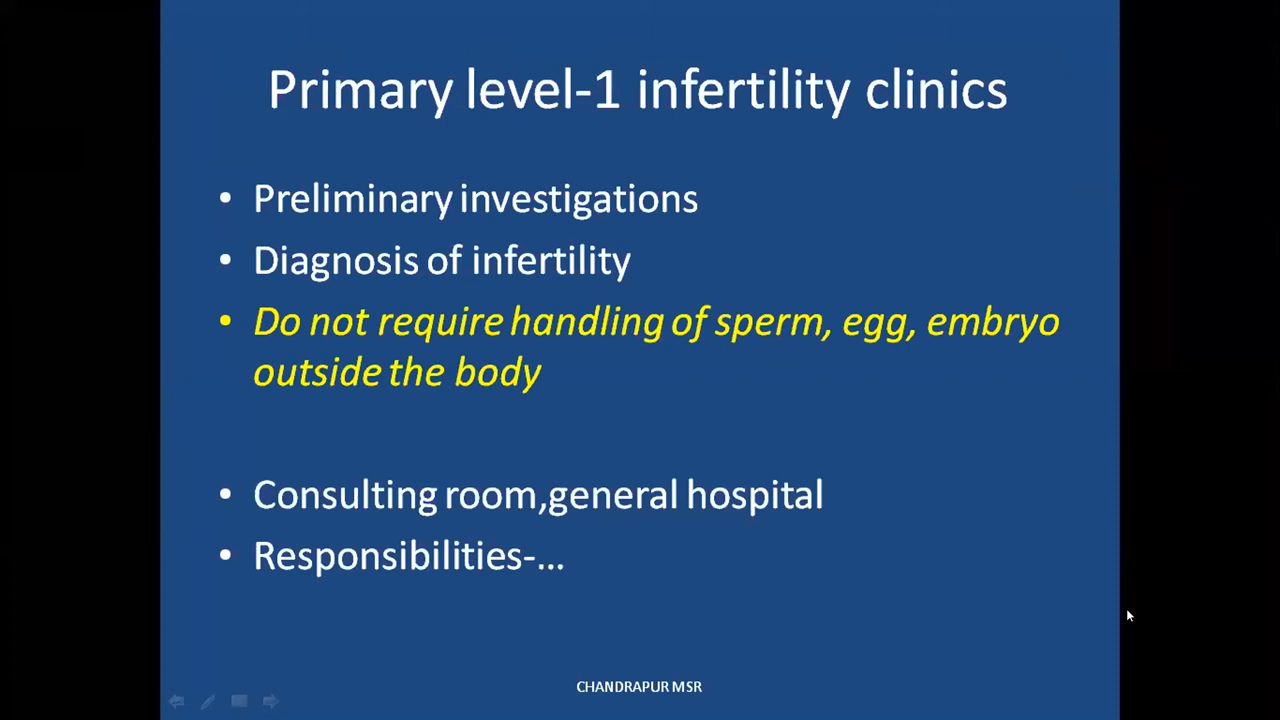 Primary level-1 infertility clinics
• Preliminary investigations
• Diagnosis of infertility
• Do not require handling of sperm, egg, embryo
outside the body
• Consulting room,general hospital
• Responsibilities-...
CHANDRAPUR MSR